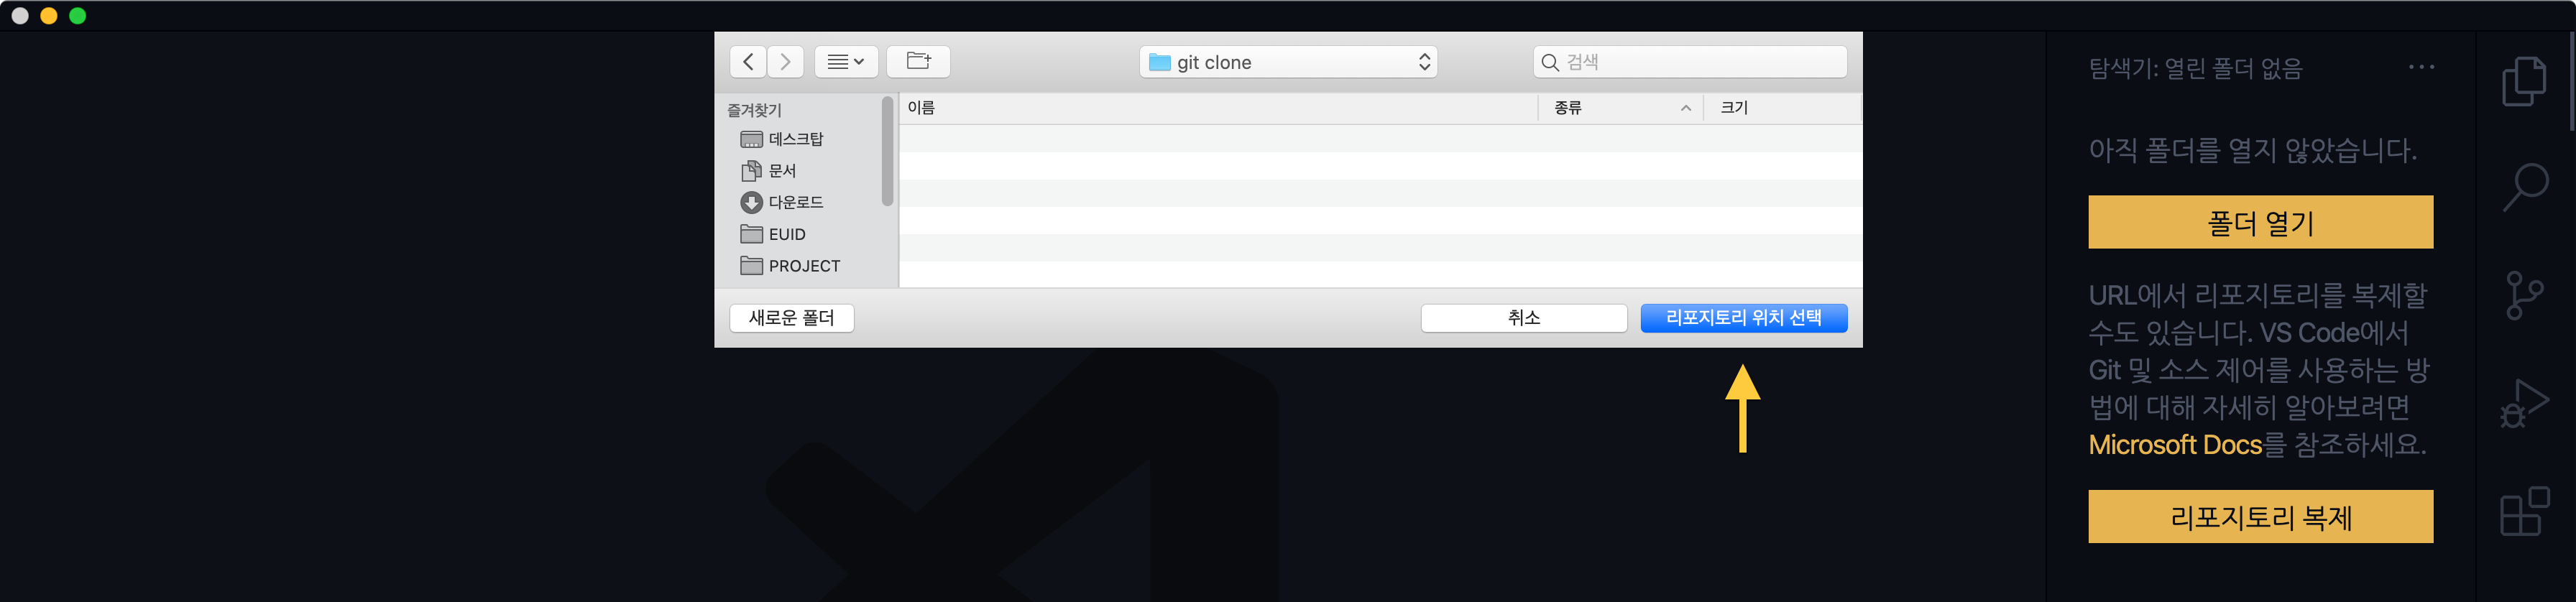 git clone
검색
즐겨찾기
데스크탑
문서
다운로드
EUID
PROJECT
이름
종류
크기
새로운 폴더
취소
리포지토리 위치 선택
탐색기: 열린 폴더 없음
아직 폴더를 열지 않았습니다.
폴더 열기
URL에서 리포지토리를 복제할
수도 있습니다. VS Code에서
Git 및 소스 제어를 사용하는 방
법에 대해 자세히 알아보려면
Microsoft Docs를 참조하세요.
리포지토리 복제